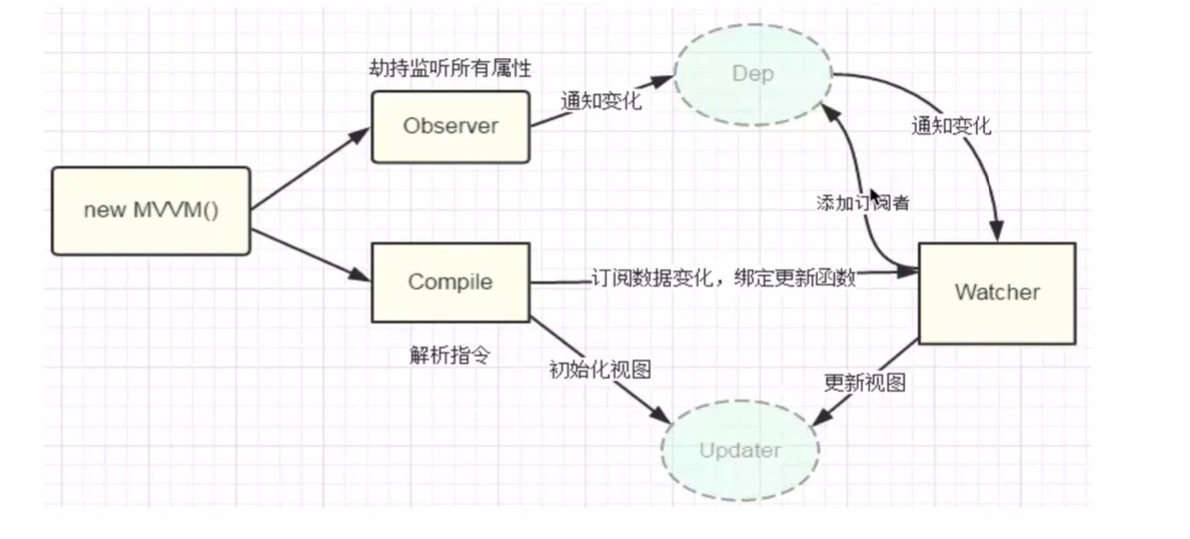 劫持监听所有属性
Dep
通知变化
Observer
通知变化
new MVVM()
添加订阅者
Compile
订阅数据变化，绑定更新函数
Watcher
解析指令
初始化视图
更新视图
Updater